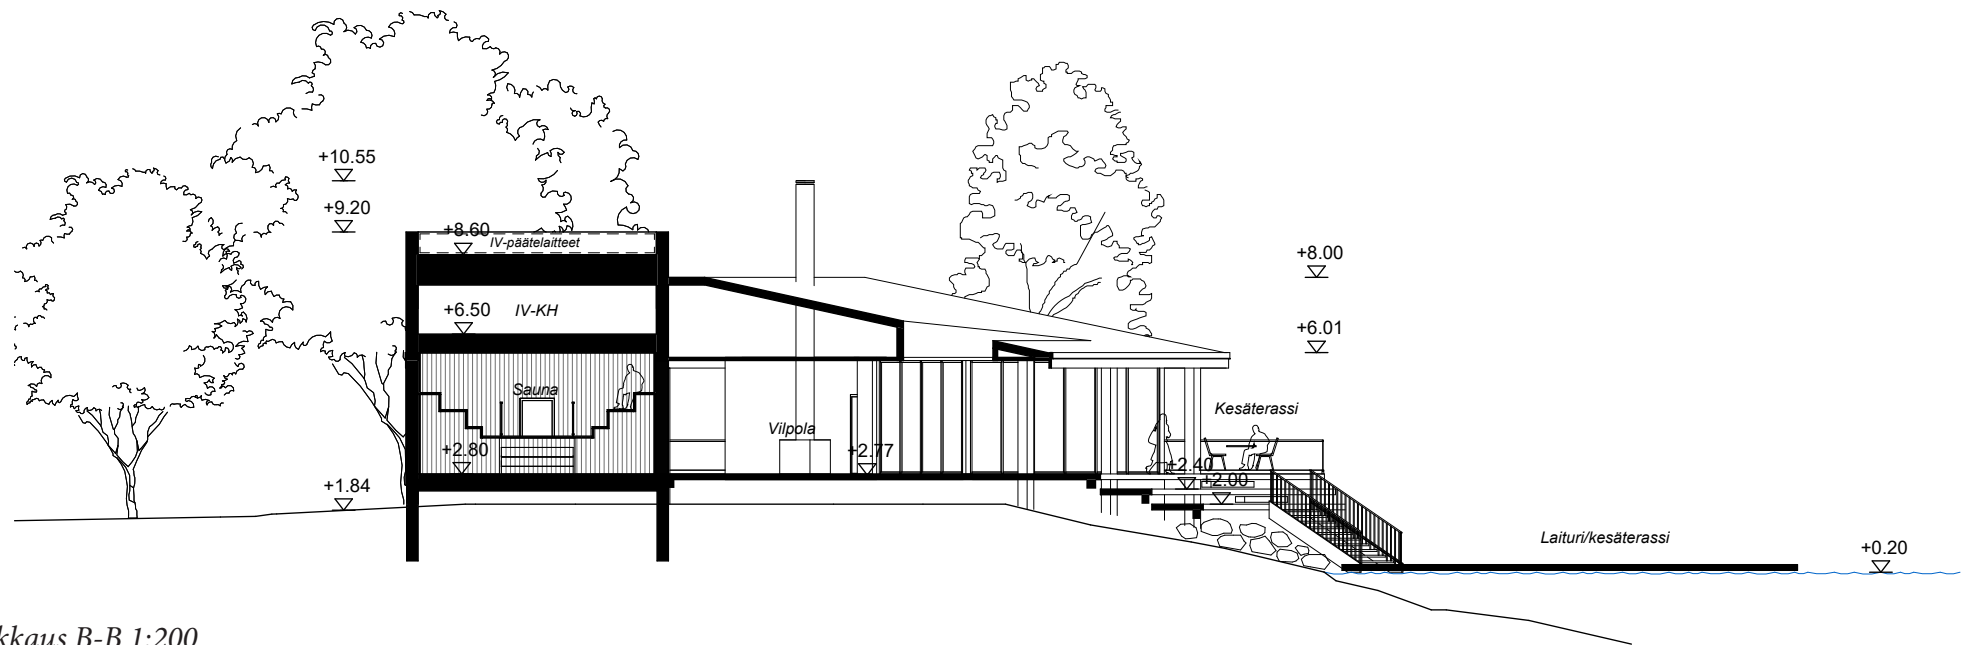 +10.55
+9.20
+8.60
IV-päätelaitteet
+8.00
+6.50
IV-KH
+6.01
Sauna
Kesäterassi
Vilpola
+2.80
+2.77
+2.40
+2.00
+1.84
Laituri/kesäterassi
+0.20
kkaus B-B 1:200